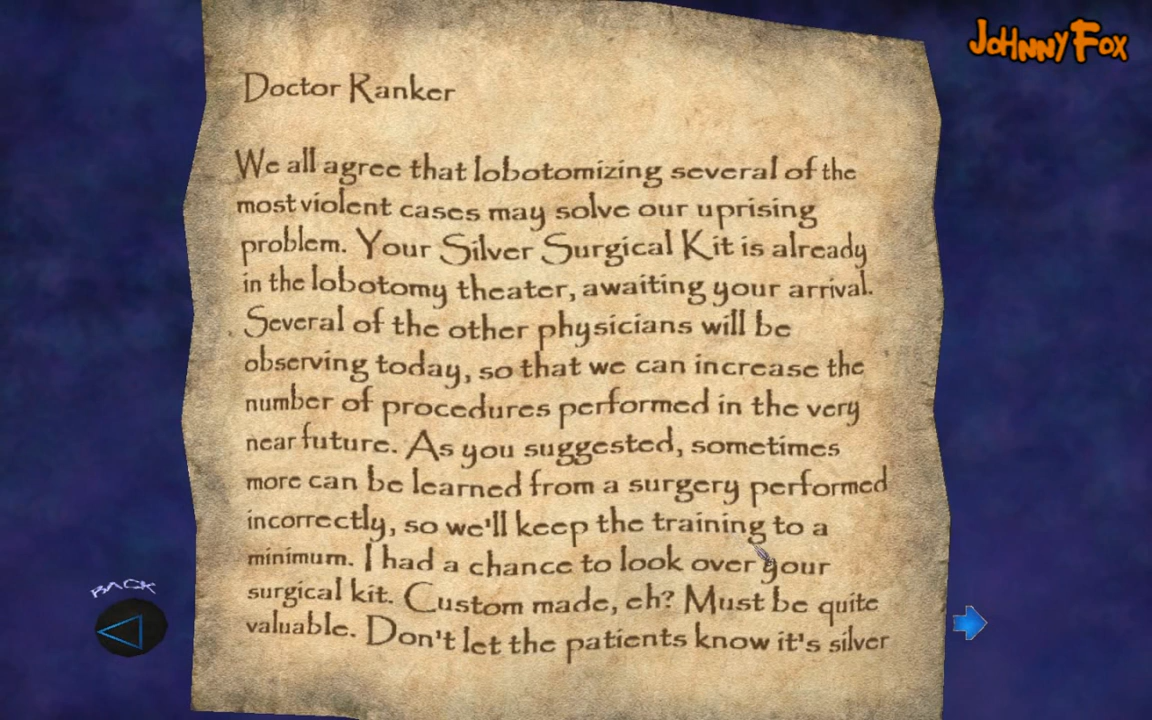 JOHNNY FOX
Doctor Ranker
We all agree that lobotomizing several of the
most violent cases may solve our uprising
problem. Your Silver Surgical Kit is already
in the lobotomy theater, awaiting your arrival.
Several of the other physicians will be
observing today, so that we can increase the
number of procedures performed in the very
near future. As you suggested, sometimes
more can be learned from a surgery performed
incorrectly, so we'll keep the training to a
minimum. I had a chance to look over your
surgical kit. Custom made, eh? Must be quite
valuable. Don't let the patients know it's silver
BACK